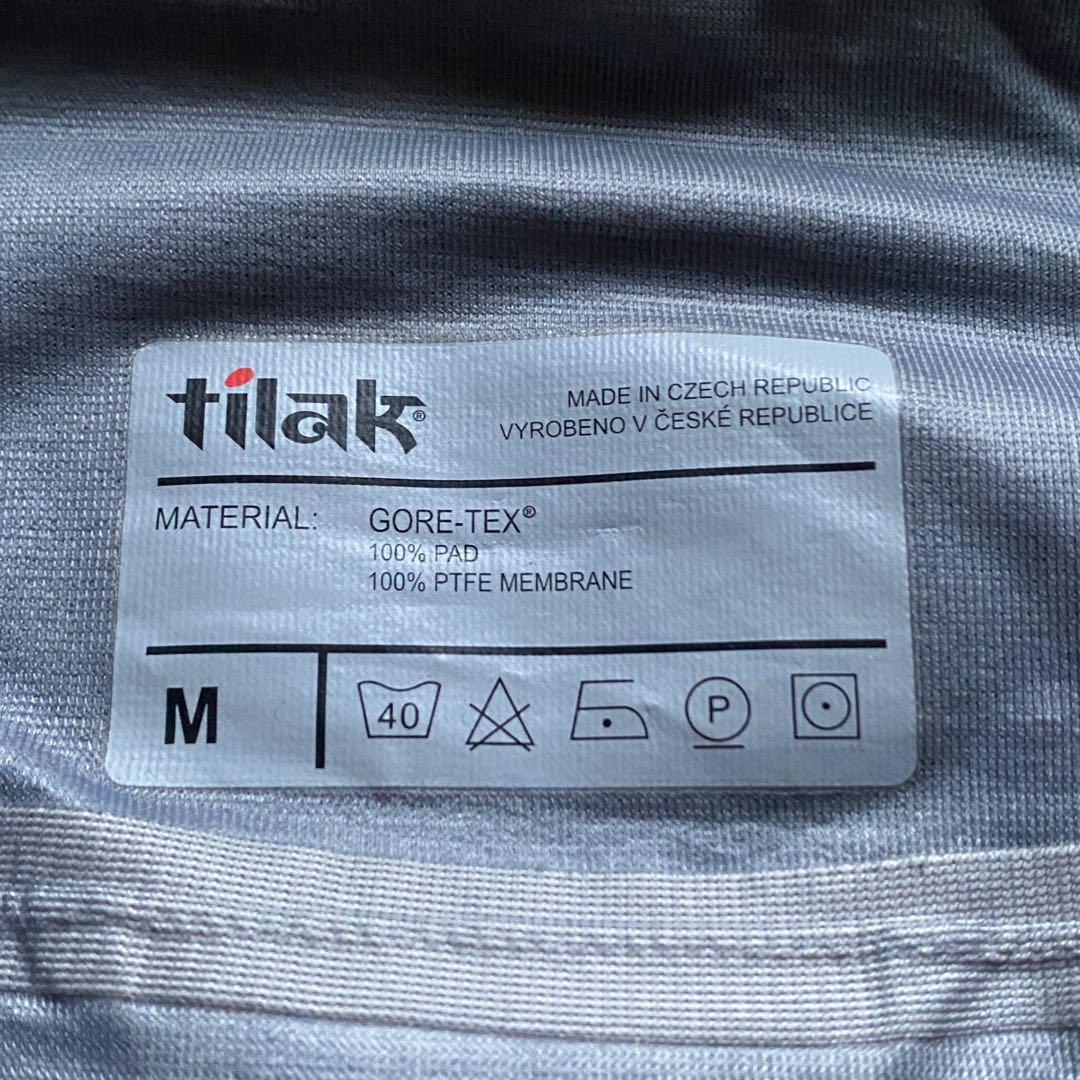 tilak®
MADE IN CZECH REPUBLIC
VYROBENO V ČESKÉ REPUBLICE
MATERIAL: GORE-TEX®
100% PAD
100% PTFE MEMBRANE
M 40 P